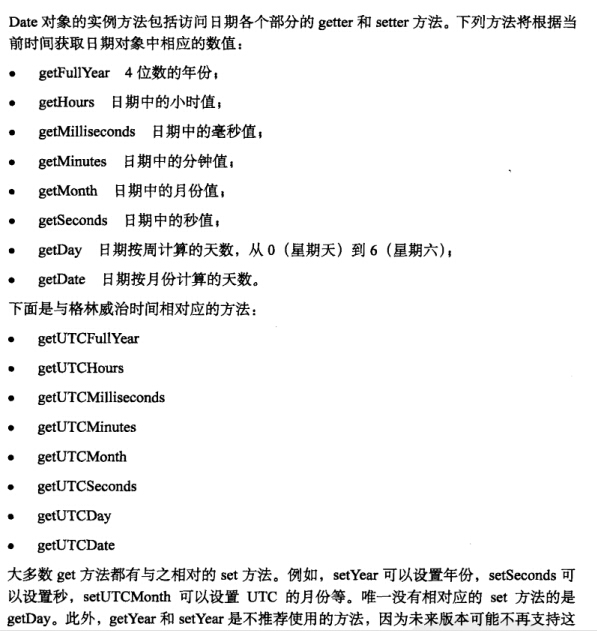 Date 对象的实例方法包括访问日期各个部分的 getter 和 setter 方法。下列方法将根据当
前时间获取日期对象中相应的数值：
• getFullYear 4 位数的年份；
• getHours 日期中的小时值；
• getMilliseconds 日期中的毫秒值；
• getMinutes 日期中的分钟值；
• getMonth 日期中的月份值；
• getSeconds 日期中的秒值；
• getDay 日期按周计算的天数，从 0（星期天）到 6（星期六）；
• getDate 日期按月份计算的天数。
下面是与格林威治时间相对应的方法：
• getUTCFullYear
• getUTCHours
• getUTCMilliseconds
• getUTCMinutes
• getUTCMonth
• getUTCSeconds
• getUTCDay
• getUTCDate
大多数 get 方法都有与之相对的 set 方法。例如，setYear 可以设置年份，setSeconds 可
以设置秒，setUTCMonth 可以设置 UTC 的月份等。唯一没有相对应的 set 方法的是
getDay。此外，getYear 和 setYear 是不推荐使用的方法，因为未来版本可能不再支持这